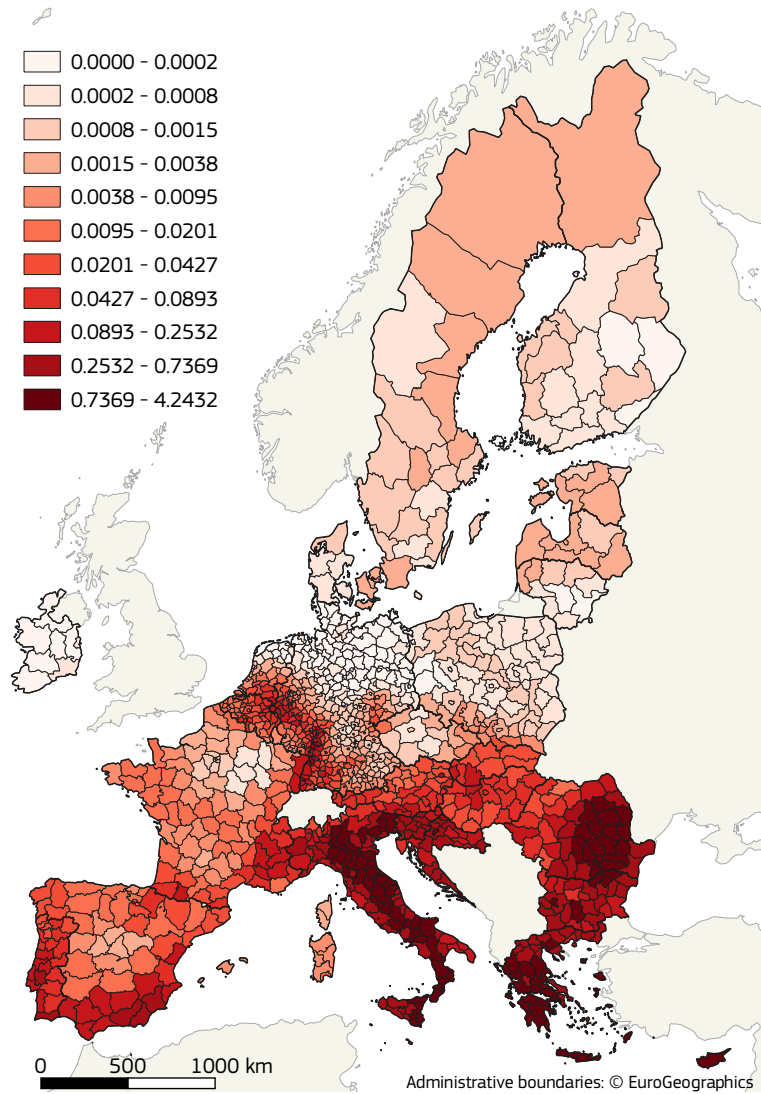 0.0000 - 0.0002
0.0002 - 0.0008
0.0008 - 0.0015
0.0015 - 0.0038
0.0038 - 0.0095
0.0095 - 0.0201
0.0201 - 0.0427
0.0427 - 0.0893
0.0893 - 0.2532
0.2532 - 0.7369
0.7369 - 4.2432
0 500 1000 km
Administrative boundaries: © EuroGeographics